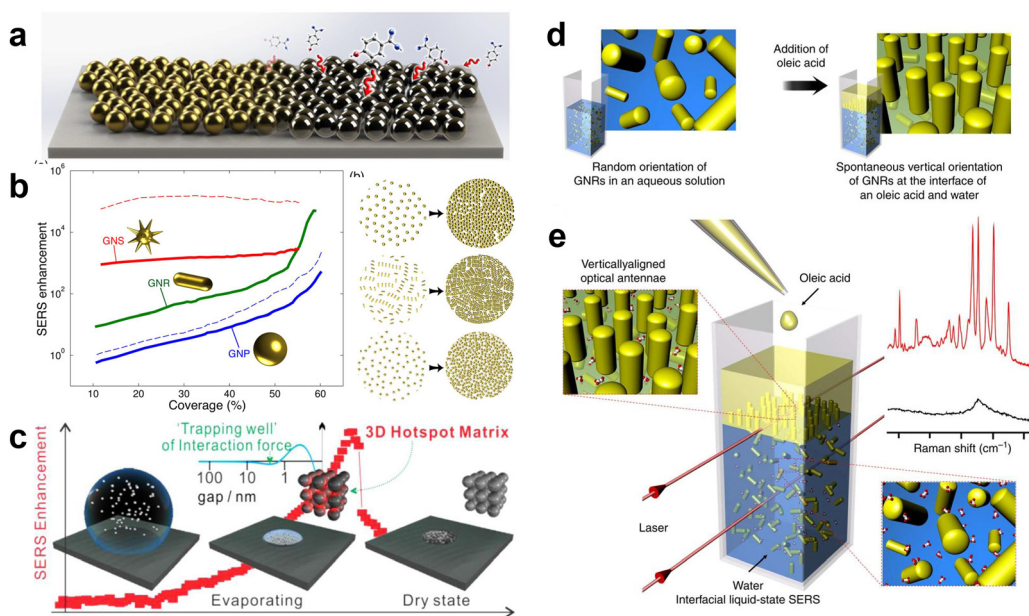 a
b
10^6
10^4
10^2
10^0
SERS enhancement
GNS
GNR
GNP
10
20
30
40
50
60
Coverage (%)
c
SERS Enhancement
'Trapping well'
of Interaction force
100 10 1
gap / nm
3D Hotspot Matrix
Evaporating
Dry state
d
Addition of
oleic acid
Random orientation of
GNRs in an aqueous solution
Spontaneous vertical orientation
of GNRs at the interface of
an oleic acid and water
e
Verticallyaligned
optical antennae
Oleic acid
Raman shift (cm⁻¹)
Laser
Water
Interfacial liquid-state SERS